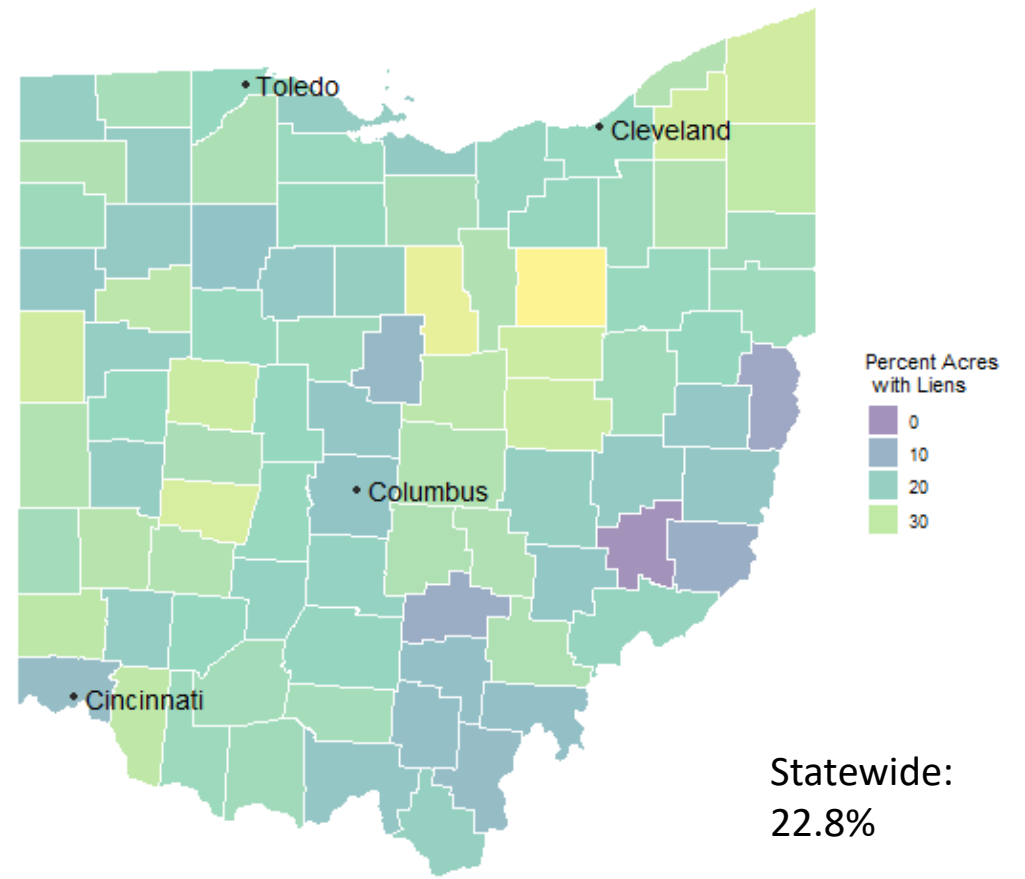 Toledo
Cleveland
Percent Acres
with Liens
0
10
20
30
Columbus
Cincinnati
Statewide:
22.8%